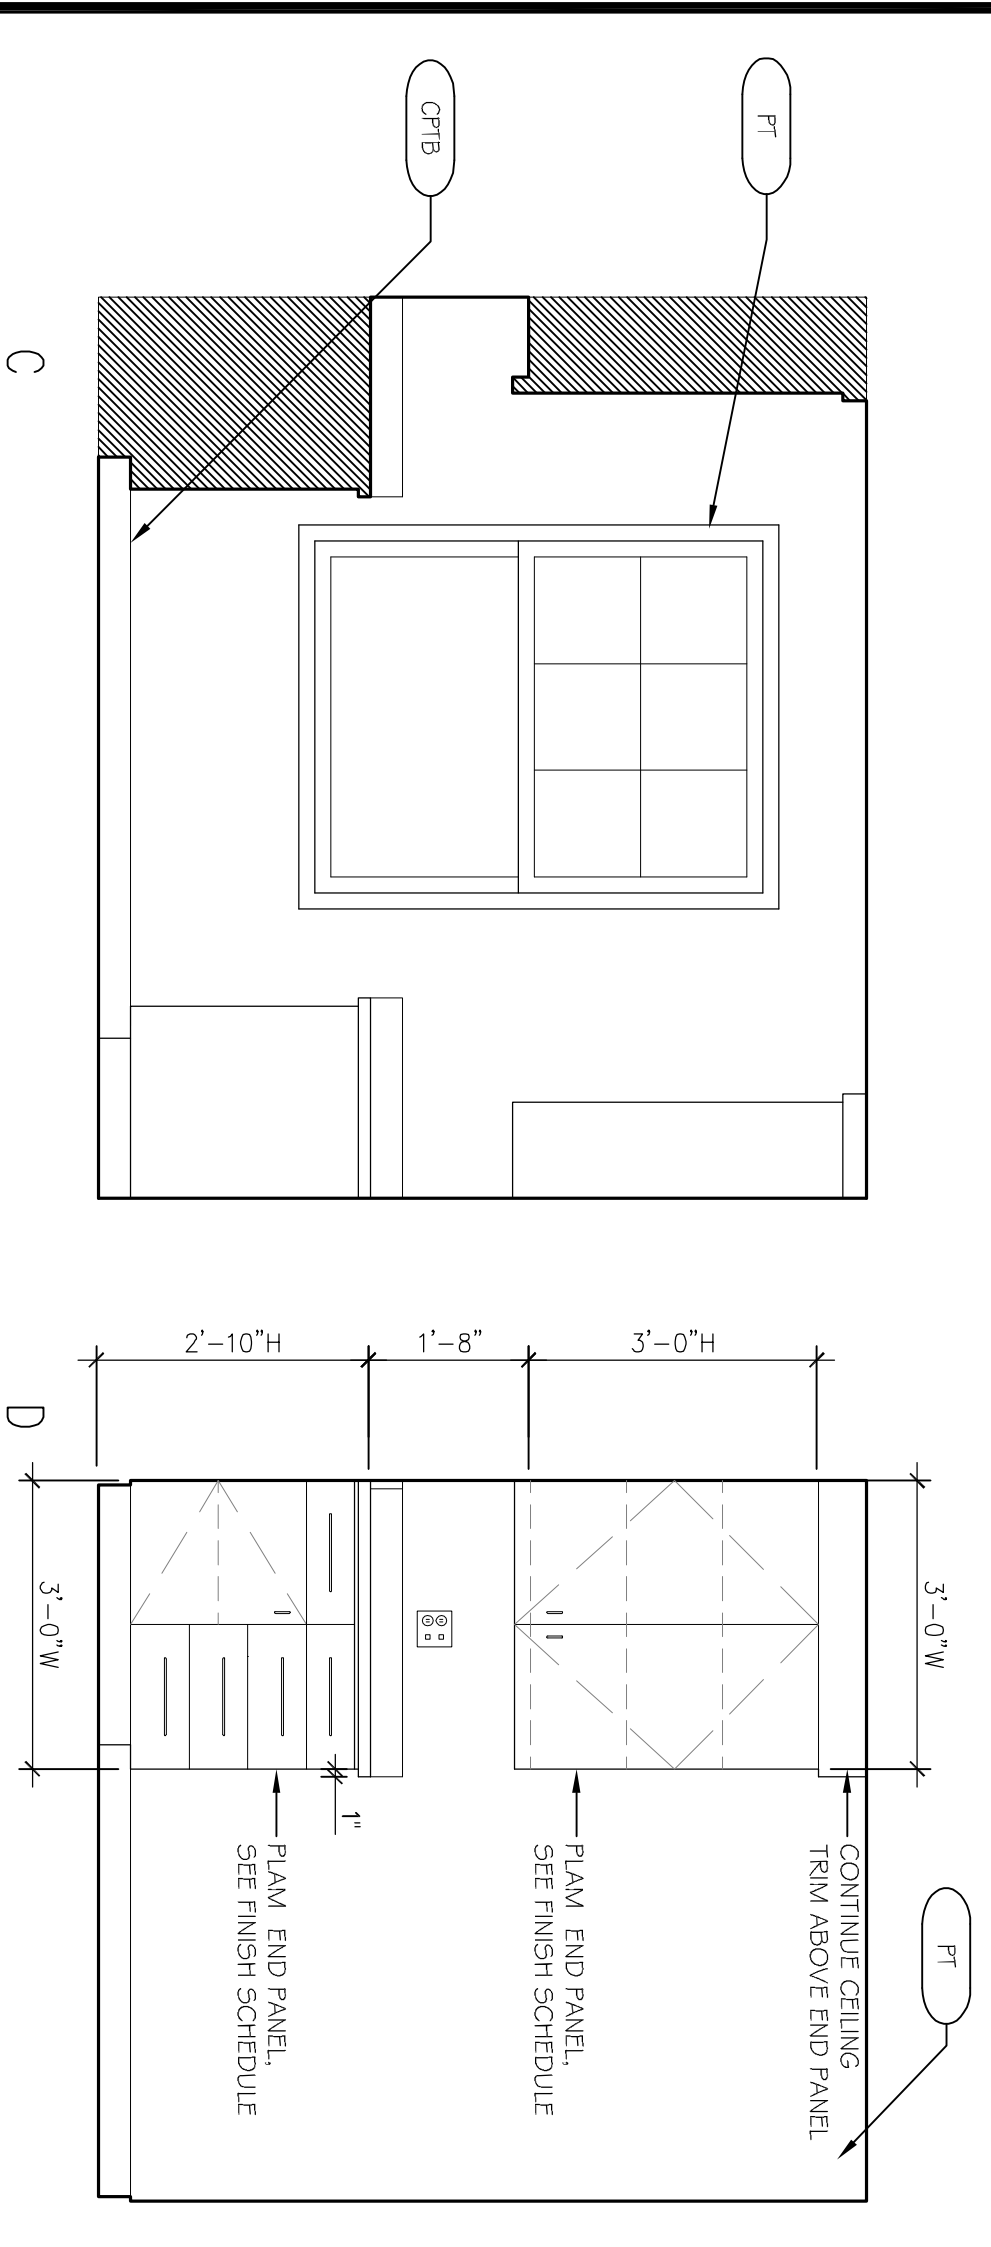 PT
CPTB
C
3'-0"H
1'-8"
2'-10"H
3'-0"W
CONTINUE CEILING
TRIM ABOVE END PANEL
PT
PLAM END PANEL,
SEE FINISH SCHEDULE
PLAM END PANEL,
SEE FINISH SCHEDULE
1"
3'-0"W
D